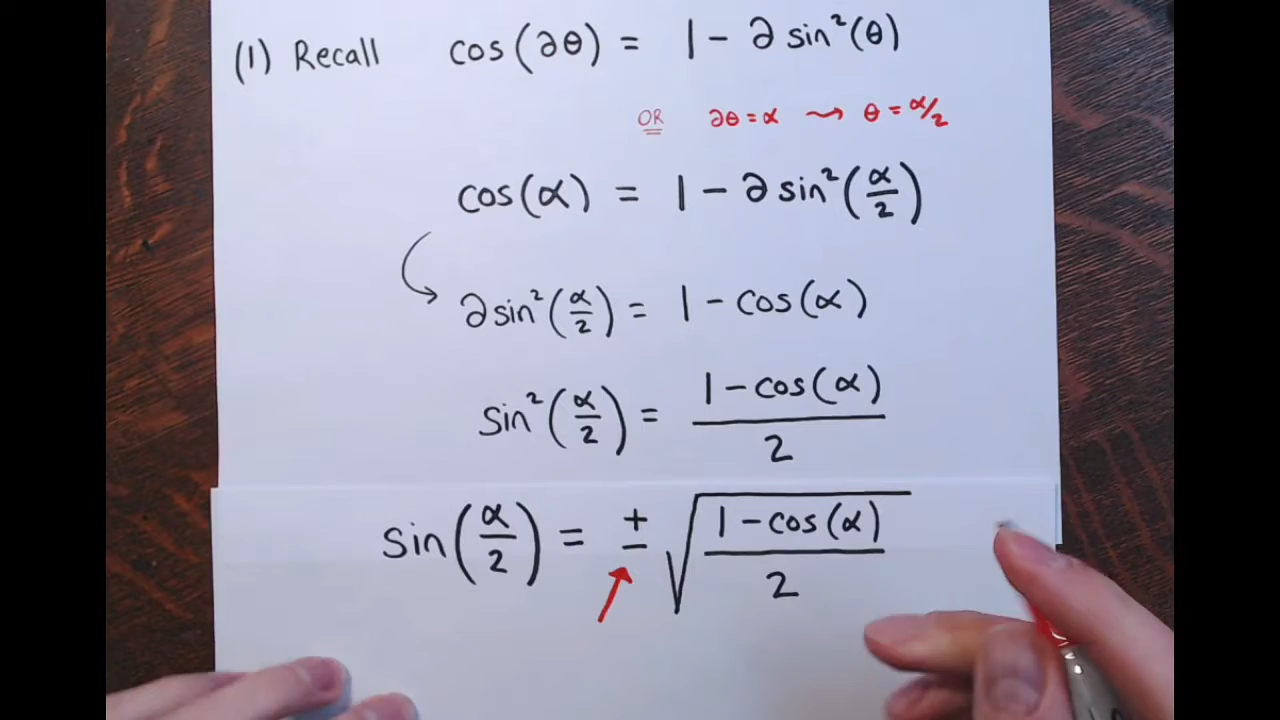 (1) Recall cos(2θ) = 1 - 2 sin²(θ)
OR 2θ = α ⇝ θ = α/2
cos(α) = 1 - 2 sin²(α/2)
2 sin²(α/2) = 1 - cos(α)
sin²(α/2) = (1 - cos(α))/2
sin(α/2) = ± √((1 - cos(α))/2)